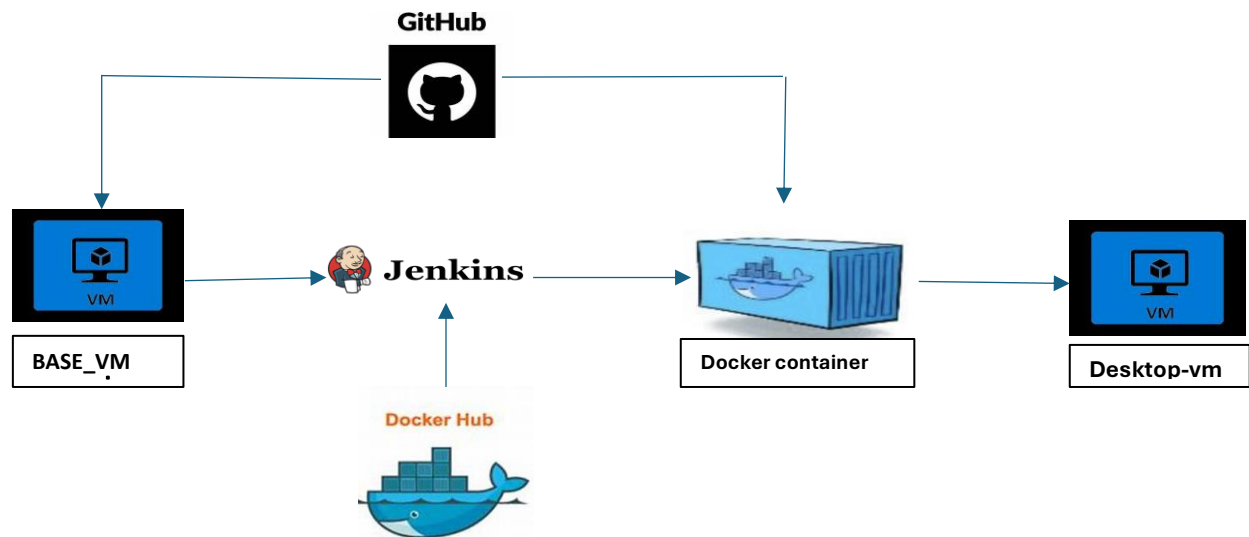 GitHub
VM
Jenkins
VM
BASE_VM
Docker container
Desktop-vm
Docker Hub